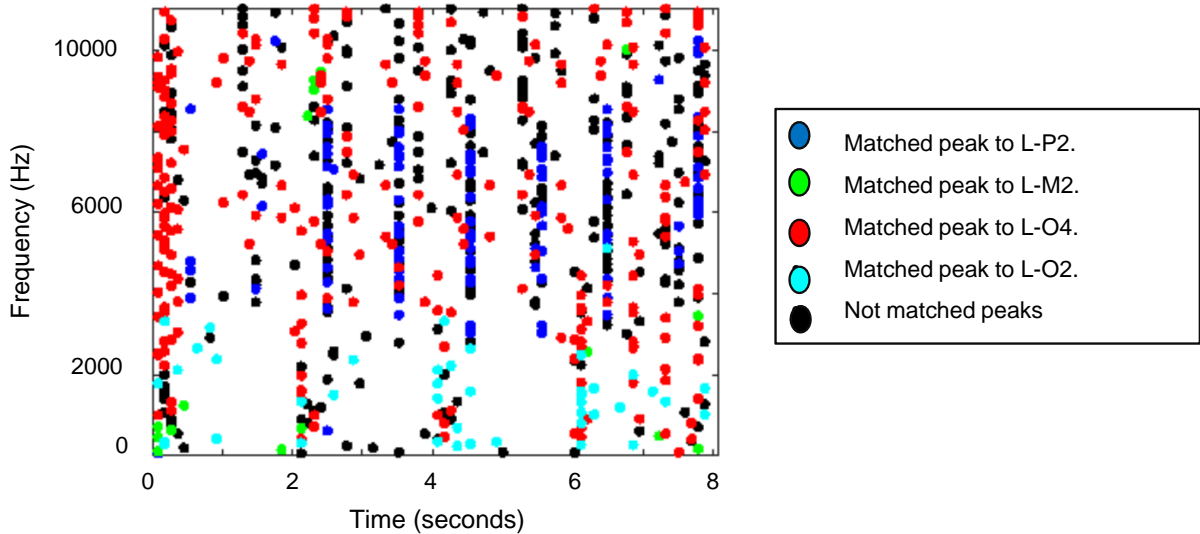 10000
6000
2000
0
Frequency (Hz)
0
2
4
6
8
Time (seconds)
Matched peak to L-P2.
Matched peak to L-M2.
Matched peak to L-O4.
Matched peak to L-O2.
Not matched peaks